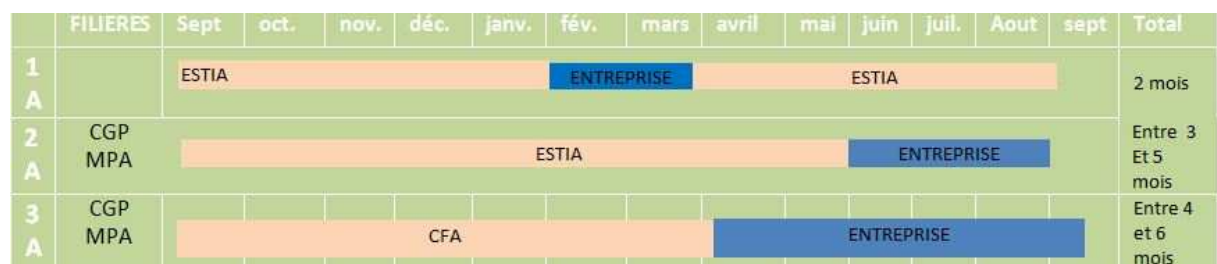 FILIERES Sept oct. nov. déc. janv. fév. mars avril mai juin juil. Aout sept Total
1 A ESTIA ENTREPRISE ESTIA 2 mois
2 A CGP MPA ESTIA ENTREPRISE Entre 3 Et 5 mois
3 A CGP MPA CFA ENTREPRISE Entre 4 et 6 mois